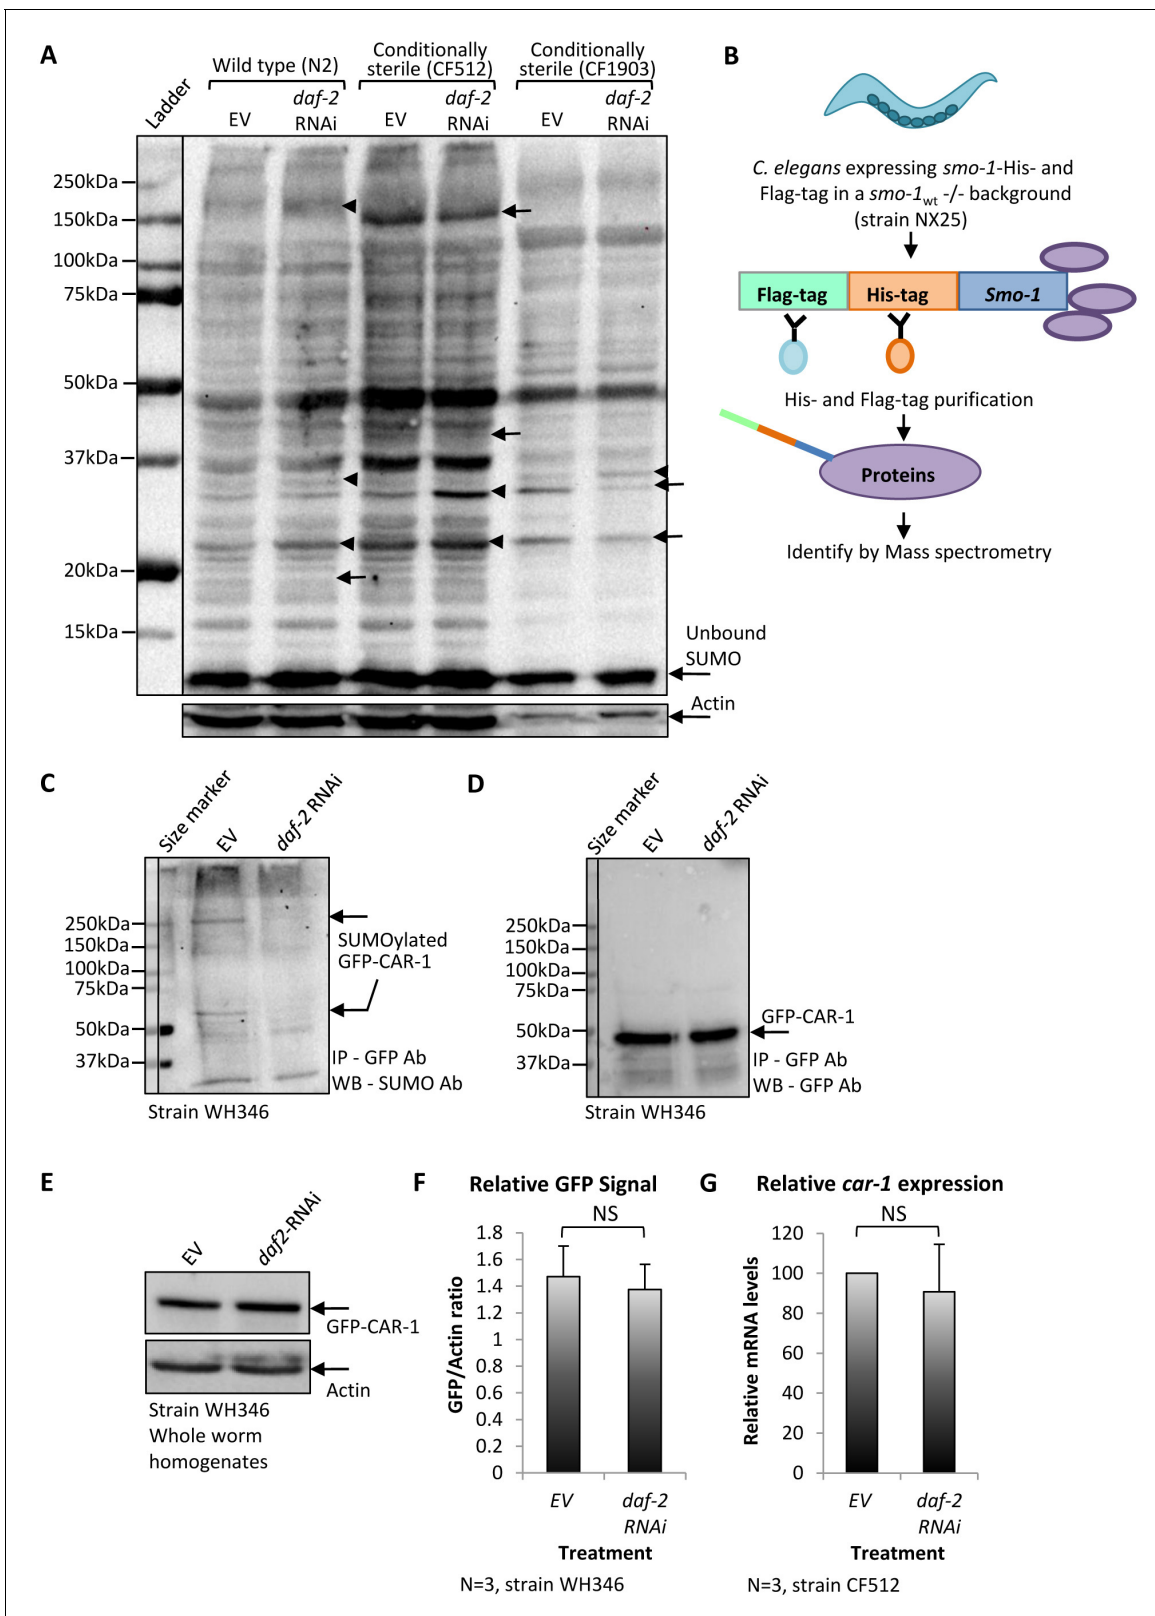 A
Wild type (N2)
Conditionally
sterile (CF512)
Conditionally
sterile (CF1903)
Ladder
EV
daf-2
RNAi
EV
daf-2
RNAi
EV
daf-2
RNAi
250kDa
150kDa
100kDa
75kDa
50kDa
37kDa
20kDa
15kDa
Unbound
SUMO
Actin
B
C. elegans expressing smo-1-His- and
Flag-tag in a smo-1wt -/- background
(strain NX25)
Flag-tag
His-tag
Smo-1
His- and Flag-tag purification
Proteins
Identify by Mass spectrometry
C
Size marker
EV
daf-2 RNAi
250kDa
150kDa
100kDa
75kDa
50kDa
37kDa
SUMOylated
GFP-CAR-1
IP - GFP Ab
WB - SUMO Ab
Strain WH346
D
Size marker
EV
daf-2 RNAi
250kDa
150kDa
100kDa
75kDa
50kDa
37kDa
GFP-CAR-1
IP - GFP Ab
WB - GFP Ab
Strain WH346
E
EV
daf2-RNAi
GFP-CAR-1
Actin
Strain WH346
Whole worm
homogenates
F
Relative GFP Signal
NS
1.8
1.6
1.4
1.2
1
0.8
0.6
0.4
0.2
0
GFP/Actin ratio
EV
daf-2
RNAi
Treatment
N=3, strain WH346
G
Relative car-1 expression
NS
120
100
80
60
40
20
0
Relative mRNA levels
EV
daf-2
RNAi
Treatment
N=3, strain CF512